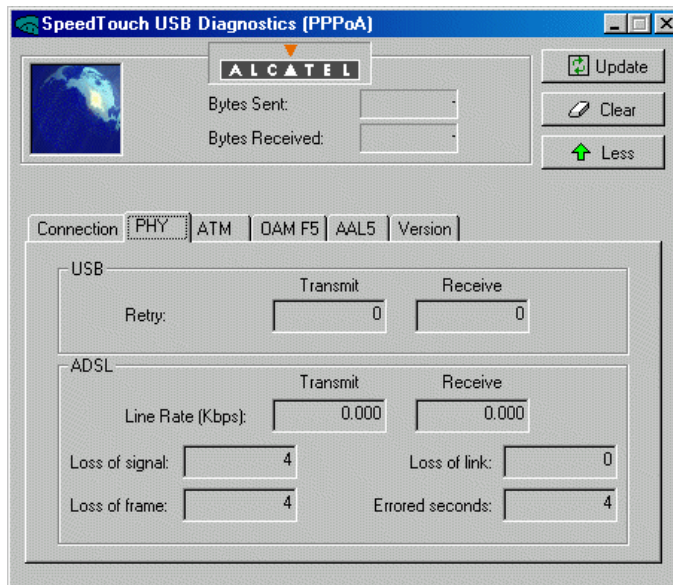 SpeedTouch USB Diagnostics (PPPoA)
ALCATEL
Update
Bytes Sent: -
Clear
Bytes Received: -
Less
Connection PHY ATM OAM F5 AAL5 Version
USB
Transmit Receive
Retry: 0 0
ADSL
Transmit Receive
Line Rate (Kbps): 0.000 0.000
Loss of signal: 4 Loss of link: 0
Loss of frame: 4 Errored seconds: 4